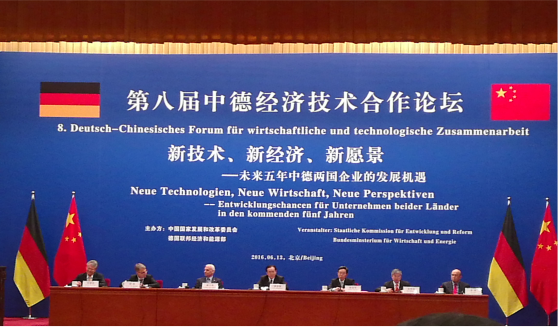 第八届中德经济技术合作论坛
8. Deutsch-Chinesisches Forum für wirtschaftliche und technologische Zusammenarbeit
新技术、新经济、新愿景
——未来五年中德两国企业的发展机遇
Neue Technologien, Neue Wirtschaft, Neue Perspektiven
-- Entwicklungschancen für Unternehmen beider Länder
in den kommenden fünf Jahren
主办方：中国国家发展和改革委员会
德国联邦经济和能源部
Veranstalter: Staatliche Kommission für Entwicklung und Reform
Bundesministerium für Wirtschaft und Energie
2016.06.13, 北京/Beijing